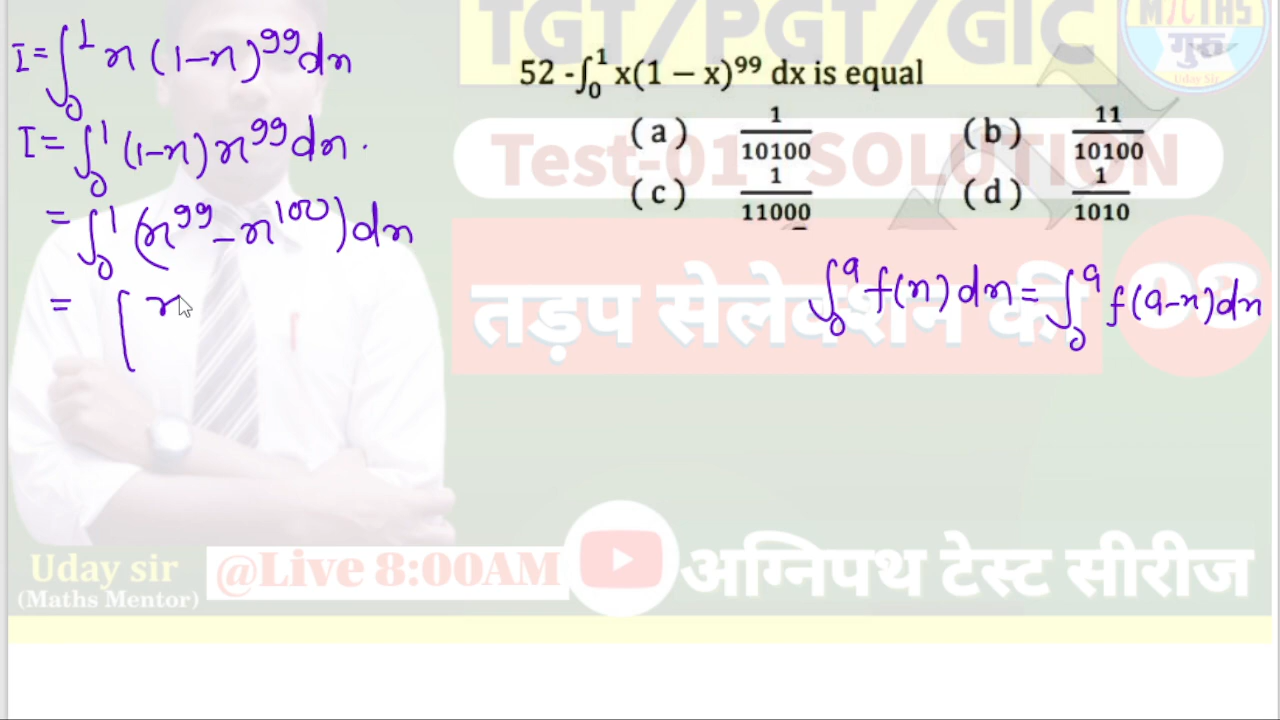 TGT/PGT/GIC
MπTHS
गुरु
Uday Sir
I = ∫₀¹ x (1-x)⁹⁹ dx
52 -∫₀¹ x(1 − x)⁹⁹ dx is equal
(a) 1/10100 (b) 11/10100
I = ∫₀¹ (1-x) x⁹⁹ dx .
Test-01 SOLUTION
(c) 1/11000 (d) 1/1010
= ∫₀¹ (x⁹⁹ - x¹⁰⁰) dx
= [ x
∫₀ᵃ f(x) dx = ∫₀ᵃ f(a-x) dx
तड़प सेलेक्शन की 03
Uday sir
(Maths Mentor)
@Live 8:00AM
अग्निपथ टेस्ट सीरीज